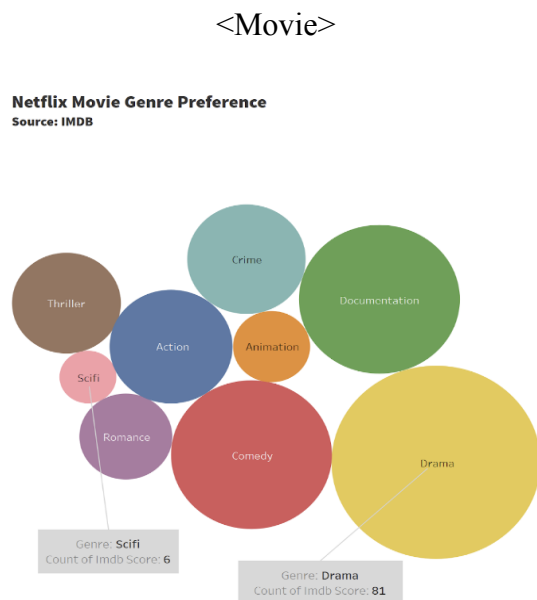 <Movie>
Netflix Movie Genre Preference
Source: IMDB
Crime
Documentation
Thriller
Action
Animation
Scifi
Romance
Comedy
Drama
Genre: Scifi
Count of Imdb Score: 6
Genre: Drama
Count of Imdb Score: 81